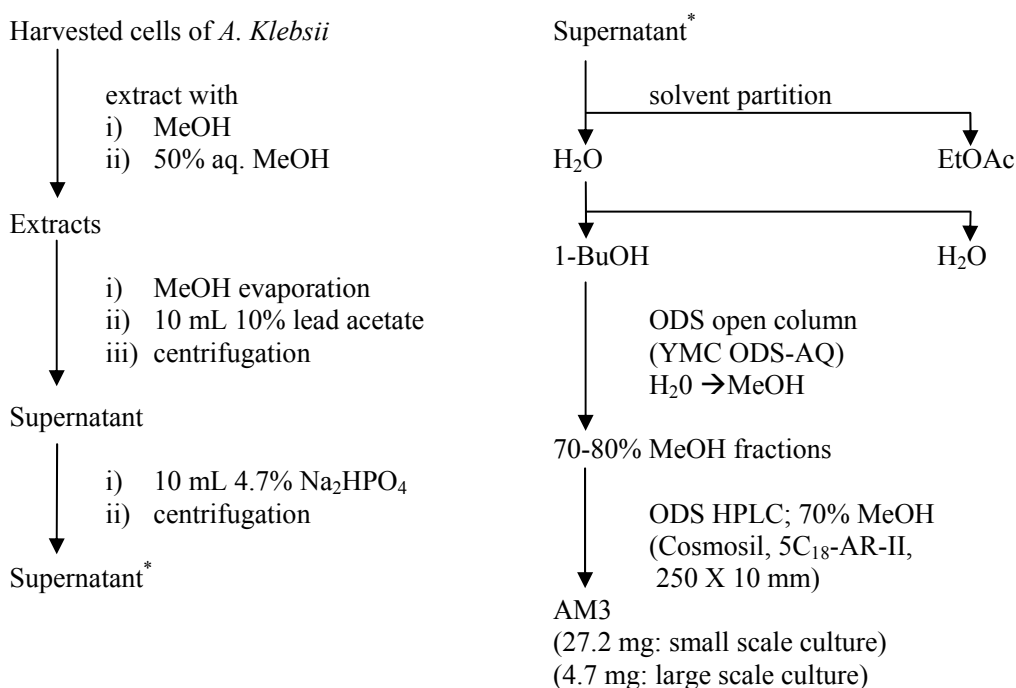 Harvested cells of A. Klebsii
extract with
i) MeOH
ii) 50% aq. MeOH
Extracts
i) MeOH evaporation
ii) 10 mL 10% lead acetate
iii) centrifugation
Supernatant
i) 10 mL 4.7% Na₂HPO₄
ii) centrifugation
Supernatant*
Supernatant*
solvent partition
H₂O EtOAc
1-BuOH H₂O
ODS open column
(YMC ODS-AQ)
H₂0 →MeOH
70-80% MeOH fractions
ODS HPLC; 70% MeOH
(Cosmosil, 5C₁₈-AR-II,
250 X 10 mm)
AM3
(27.2 mg: small scale culture)
(4.7 mg: large scale culture)